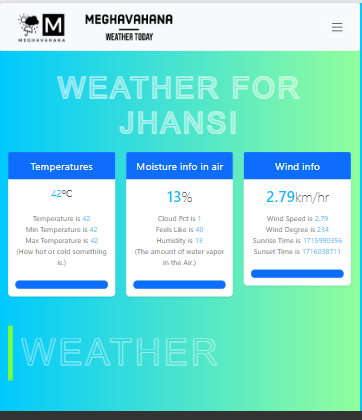 MEGHAVAHANA
M
MEGHAVAHANA
WEATHER TODAY
WEATHER FOR
JHANSI
Temperatures
42°C
Temperature is 42
Min Temperature is 42
Max Temperature is 42
(How hot or cold something
is.)
Moisture info in air
13%
Cloud Pct is 1
Feels Like is 40
Humidity is 13
(The amount of water vapor
in the Air.)
Wind info
2.79km/hr
Wind Speed is 2.79
Wind Degree is 234
Sunrise Time is 1715990356
Sunset Time is 1716038711
WEATHER